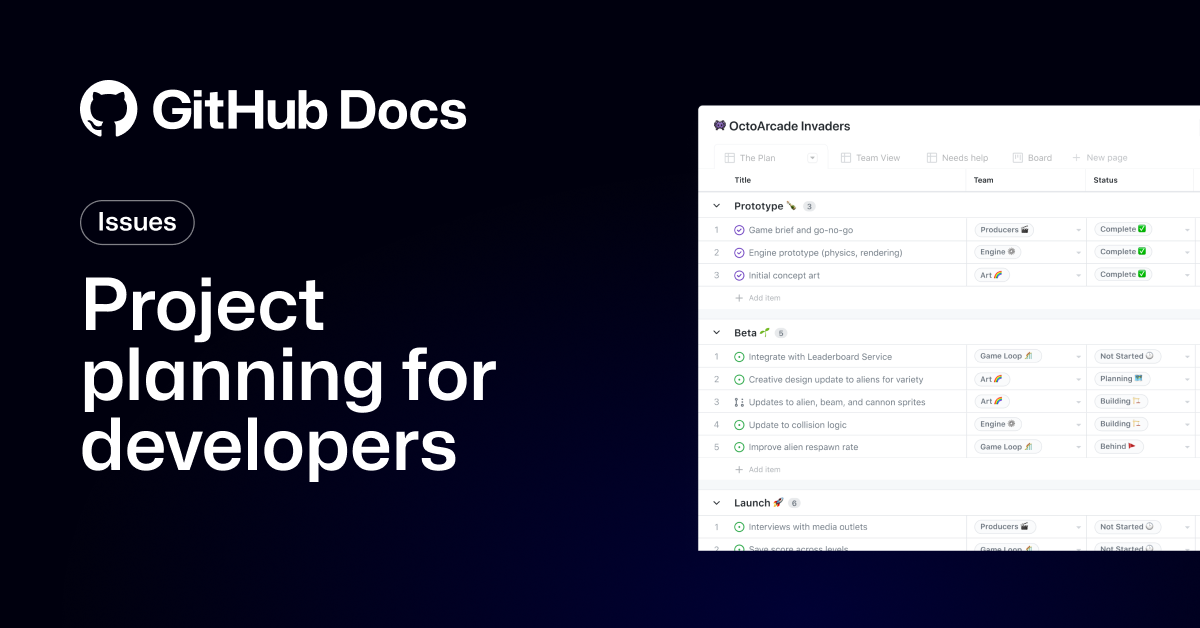 GitHub Docs
Issues
Project
planning for
developers
OctoArcade Invaders
The Plan Team View Needs help Board + New page
Title Team Status
Prototype 3
1 Game brief and go-no-go Producers Complete
2 Engine prototype (physics, rendering) Engine Complete
3 Initial concept art Art Complete
+ Add item
Beta 5
1 Integrate with Leaderboard Service Game Loop Not Started
2 Creative design update to aliens for variety Art Planning
3 Updates to alien, beam, and cannon sprites Art Building
4 Update to collision logic Engine Building
5 Improve alien respawn rate Game Loop Behind
+ Add item
Launch 6
1 Interviews with media outlets Producers Not Started
2 Save score across levels Game Loop Not Started